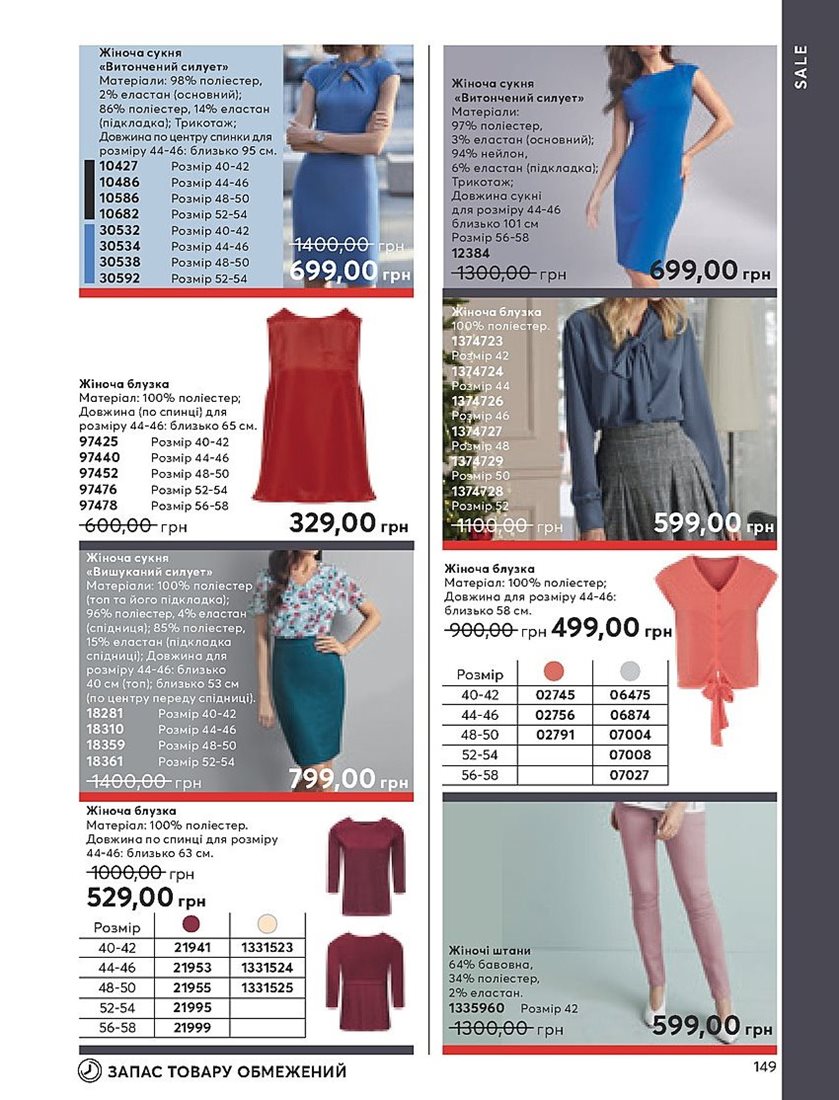 SALE
Жіноча сукня
«Витончений силует»
Матеріали: 98% поліестер,
2% еластан (основний);
86% поліестер, 14% еластан
(підкладка); Трикотаж;
Довжина по центру спинки для
розміру 44-46: близько 95 см.
10427 Розмір 40-42
10486 Розмір 44-46
10586 Розмір 48-50
10682 Розмір 52-54
30532 Розмір 40-42
30534 Розмір 44-46
30538 Розмір 48-50
30592 Розмір 52-54
1400,00 грн
699,00 грн
Жіноча блузка
Матеріал: 100% поліестер;
Довжина (по спинці} для
розміру 44-46: близько 65 см.
97425 Розмір 40-42
97440 Розмір 44-46
97452 Розмір 48-50
97476 Розмір 52-54
97478 Розмір 56-58
600,00 грн 329,00 грн
Жіноча сукня
«Вишуканий силует»
Матеріали: 100% поліестер
(топ та його підкладка);
96% поліестер, 4% еластан
(спідниця); 85% поліестер,
15% еластан (підкладка
спідниці); Довжина для
розміру 44-46: близько
40 см (топ); близько 53 см
(по центру переду спідниці).
18281 Розмір 40-42
18310 Розмір 44-46
18359 Розмір 48-50
18361 Розмір 52-54
1400,00 грн 799,00 грн
Жіноча блузка
Матеріал: 100% поліестер.
Довжина по спинці для розміру
44-46: близько 63 см.
1000,00 грн
529,00 грн
Розмір
40-42 21941 1331523
44-46 21953 1331524
48-50 21955 1331525
52-54 21995
56-58 21999
Жіноча сукня
«Витончений силует»
Матеріали:
97% поліестер,
3% еластан (основний);
94% нейлон,
6% еластан (підкладка);
Трикотаж;
Довжина сукні
для розміру 44-46
близько 101 см
Розмір 56-58
12384
1300,00 грн 699,00 грн
Жіноча блузка
100% поліестер.
1374723
Розмір 42
1374724
Розмір 44
1374726
Розмір 46
1374727
Розмір 48
1374729
Розмір 50
1374728
Розмір 52
1100,00 грн 599,00 грн
Жіноча блузка
Матеріал: 100% поліестер;
Довжина для розміру 44-46:
близько 58 см.
900,00 грн 499,00 грн
Розмір
40-42 02745 06475
44-46 02756 06874
48-50 02791 07004
52-54 07008
56-58 07027
Жіночі штани
64% бавовна,
34% поліестер,
2% еластан.
1335960 Розмір 42
1300,00 грн 599,00 грн
ЗАПАС ТОВАРУ ОБМЕЖЕНИЙ
149